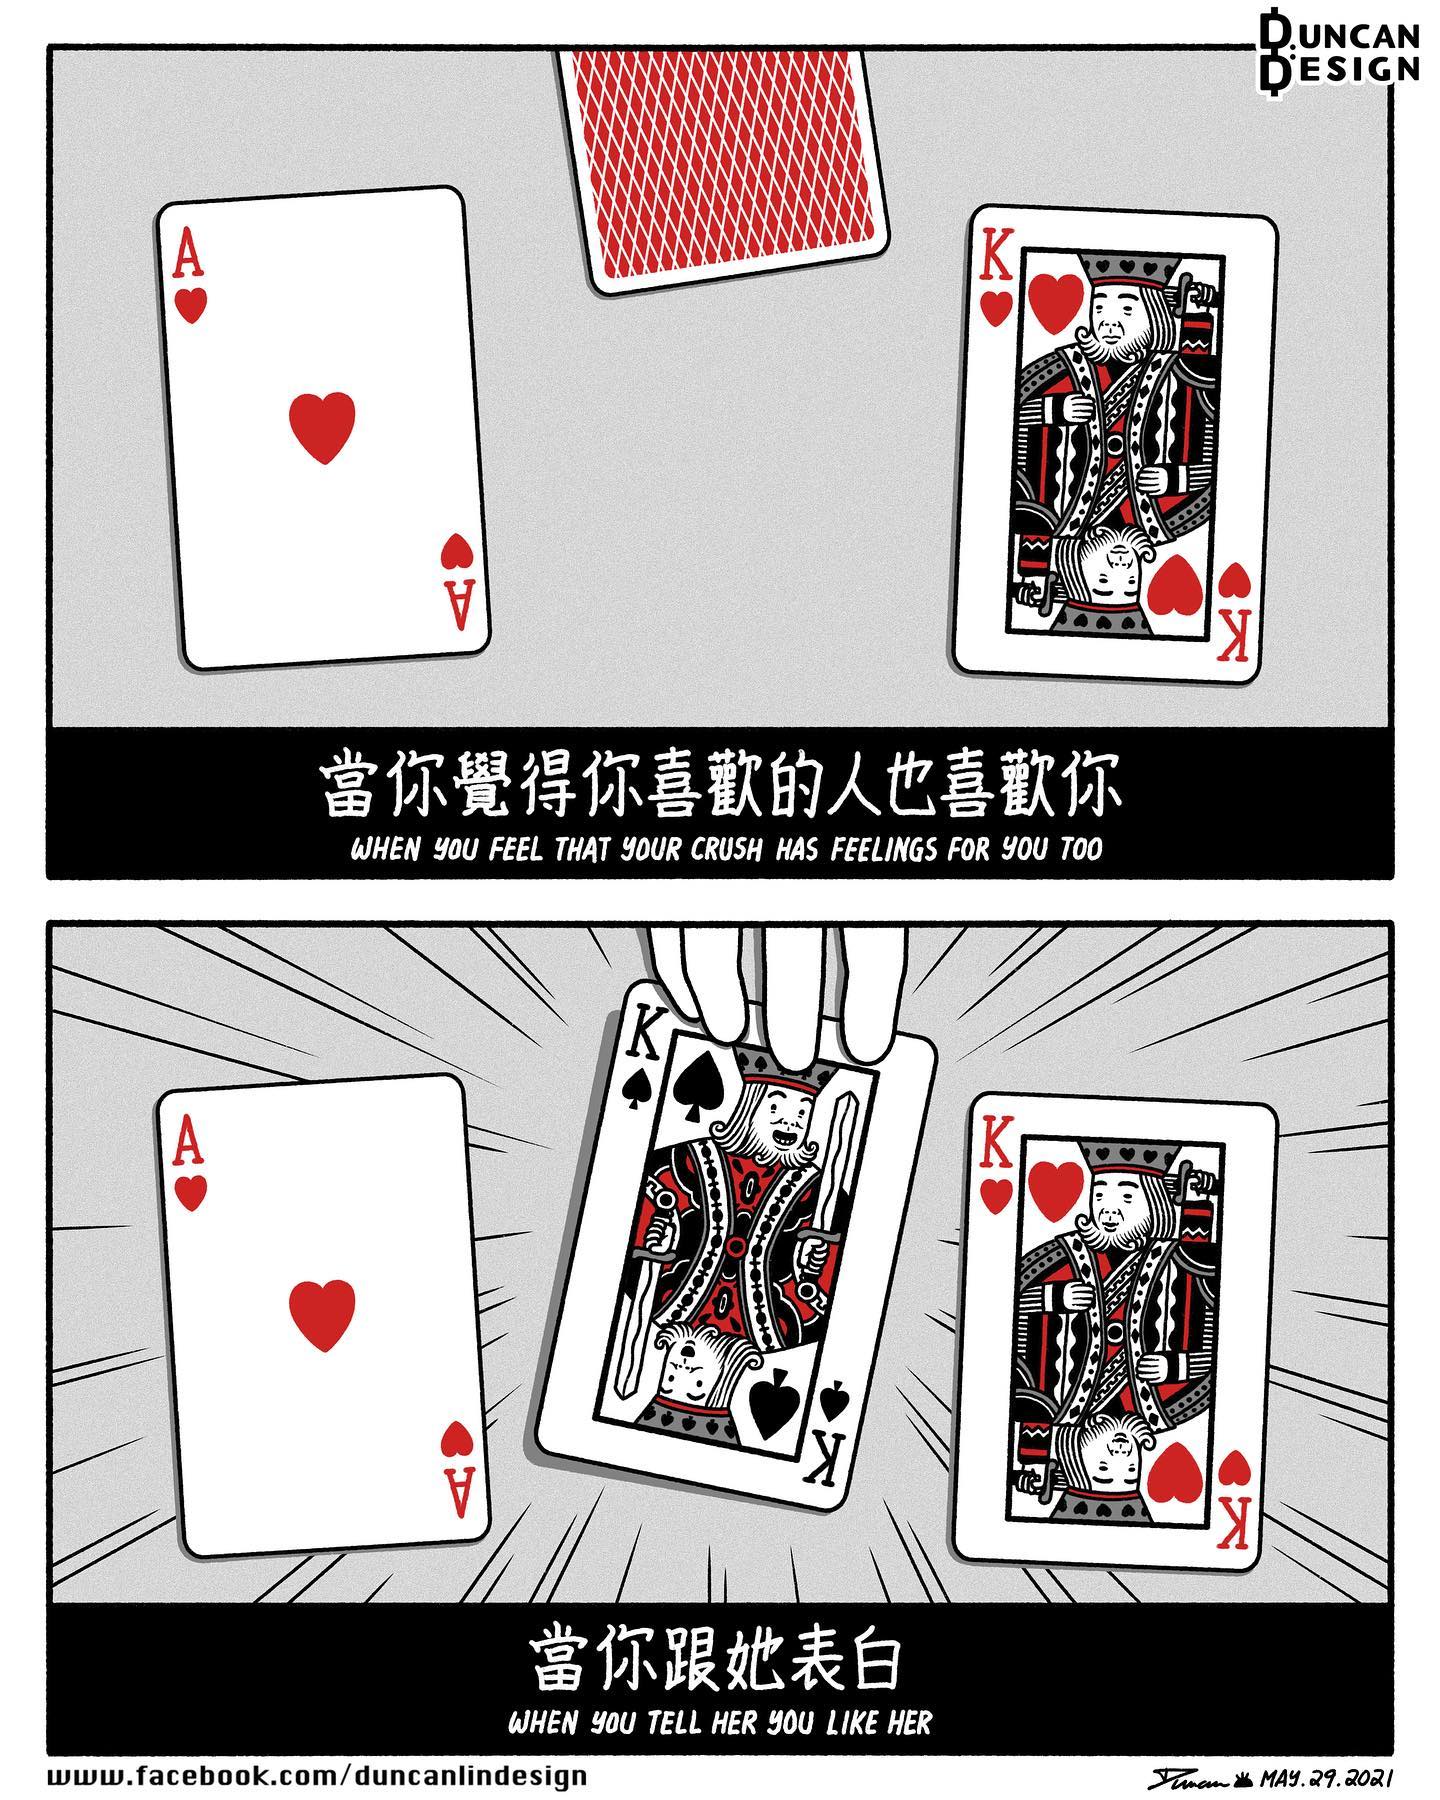 DUNCAN
DESIGN
A
K
A
K
當你覺得你喜歡的人也喜歡你
WHEN YOU FEEL THAT YOUR CRUSH HAS FEELINGS FOR YOU TOO
K
A
K
A
K
K
當你跟她表白
WHEN YOU TELL HER YOU LIKE HER
www.facebook.com/duncanlindesign
Duncan MAY.29.2021